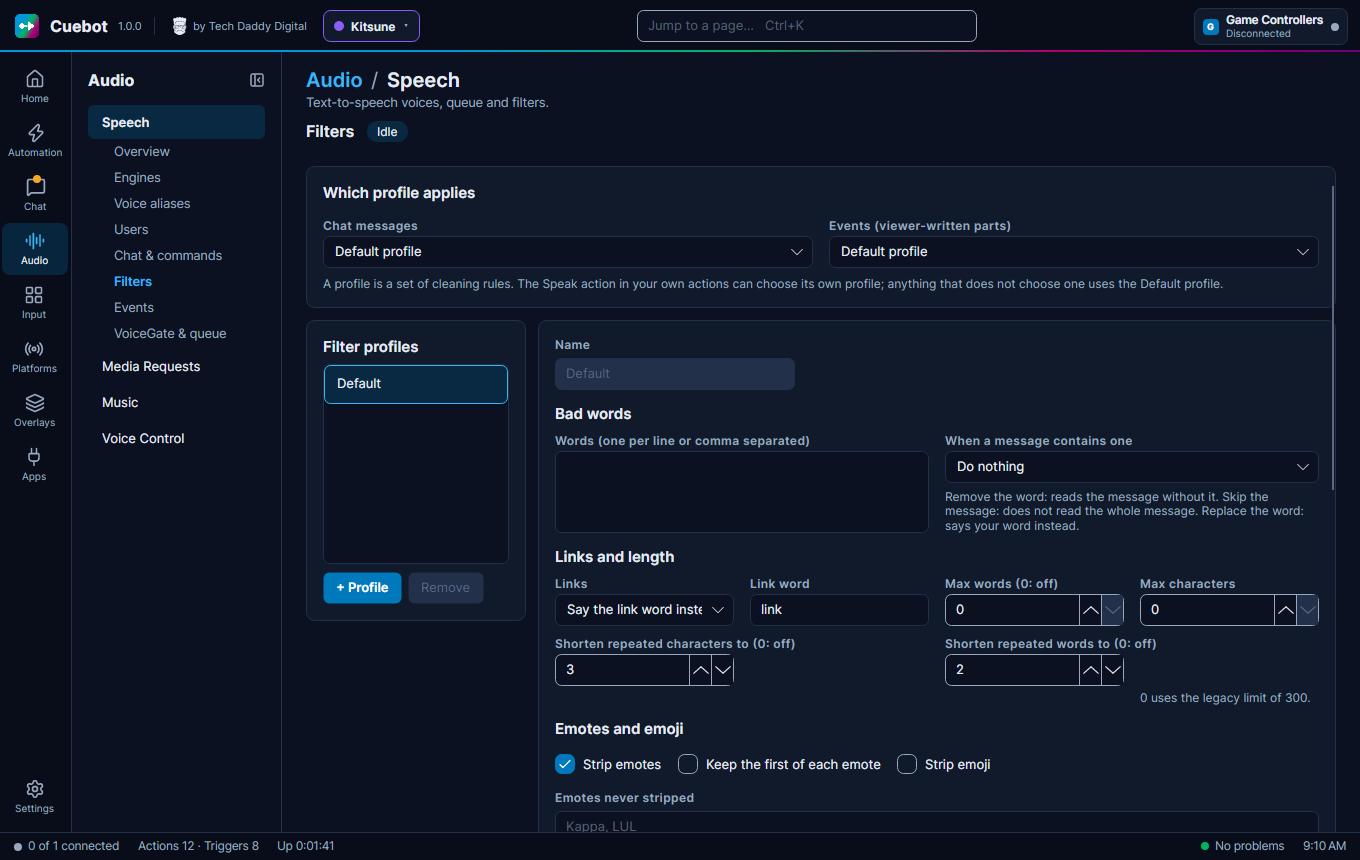 Cuebot 1.0.0 by Tech Daddy Digital Kitsune
Jump to a page... Ctrl+K
G Game Controllers
Disconnected
Home
Automation
Chat
Audio
Input
Platforms
Overlays
Apps
Settings
Audio
Speech
Overview
Engines
Voice aliases
Users
Chat & commands
Filters
Events
VoiceGate & queue
Media Requests
Music
Voice Control
Audio / Speech
Text-to-speech voices, queue and filters.
Filters Idle
Which profile applies
Chat messages Events (viewer-written parts)
Default profile Default profile
A profile is a set of cleaning rules. The Speak action in your own actions can choose its own profile; anything that does not choose one uses the Default profile.
Filter profiles
Default
+ Profile Remove
Name
Default
Bad words
Words (one per line or comma separated) When a message contains one
Do nothing
Remove the word: reads the message without it. Skip the
message: does not read the whole message. Replace the word:
says your word instead.
Links and length
Links Link word Max words (0: off) Max characters
Say the link word inste link 0 0
Shorten repeated characters to (0: off) Shorten repeated words to (0: off)
3 2
0 uses the legacy limit of 300.
Emotes and emoji
Strip emotes Keep the first of each emote Strip emoji
Emotes never stripped
Kappa, LUL
0 of 1 connected Actions 12 · Triggers 8 Up 0:01:41
No problems 9:10 AM